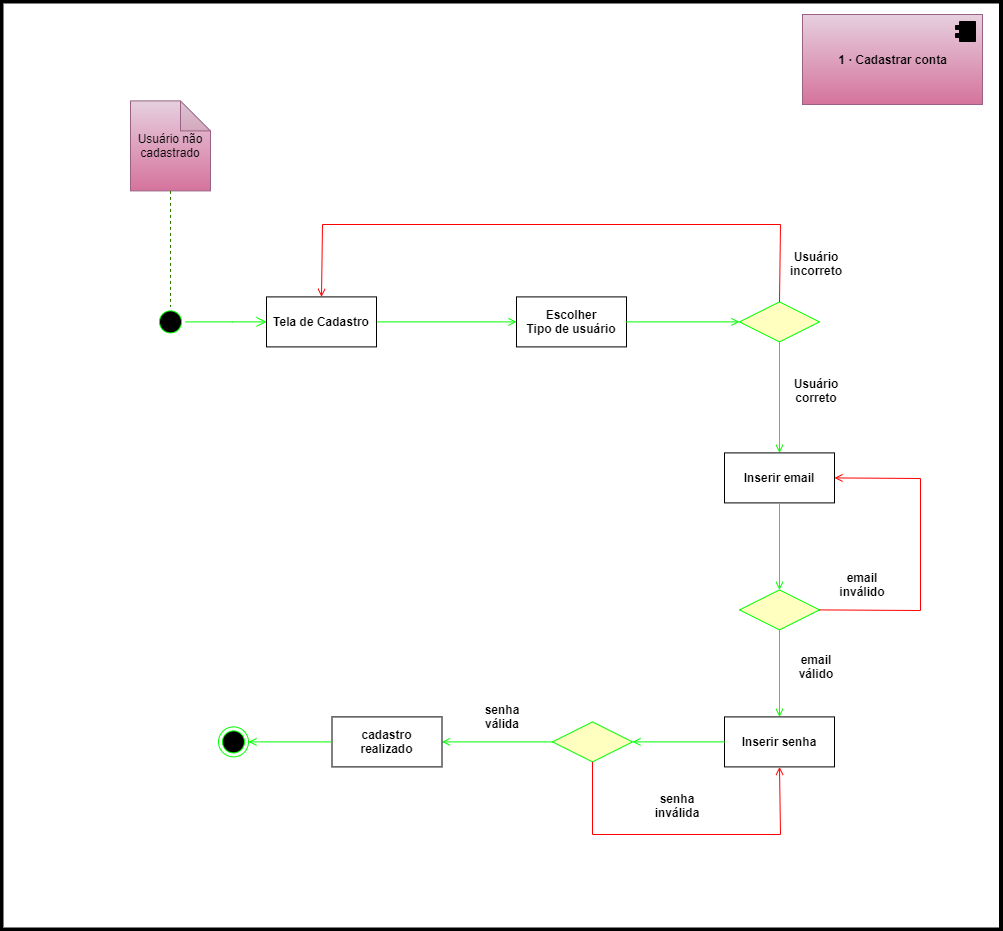 1 · Cadastrar conta
Usuário não
cadastrado
Usuário
incorreto
Tela de Cadastro
Escolher
Tipo de usuário
Usuário
correto
Inserir email
email
inválido
email
válido
senha
válida
cadastro
realizado
Inserir senha
senha
inválida